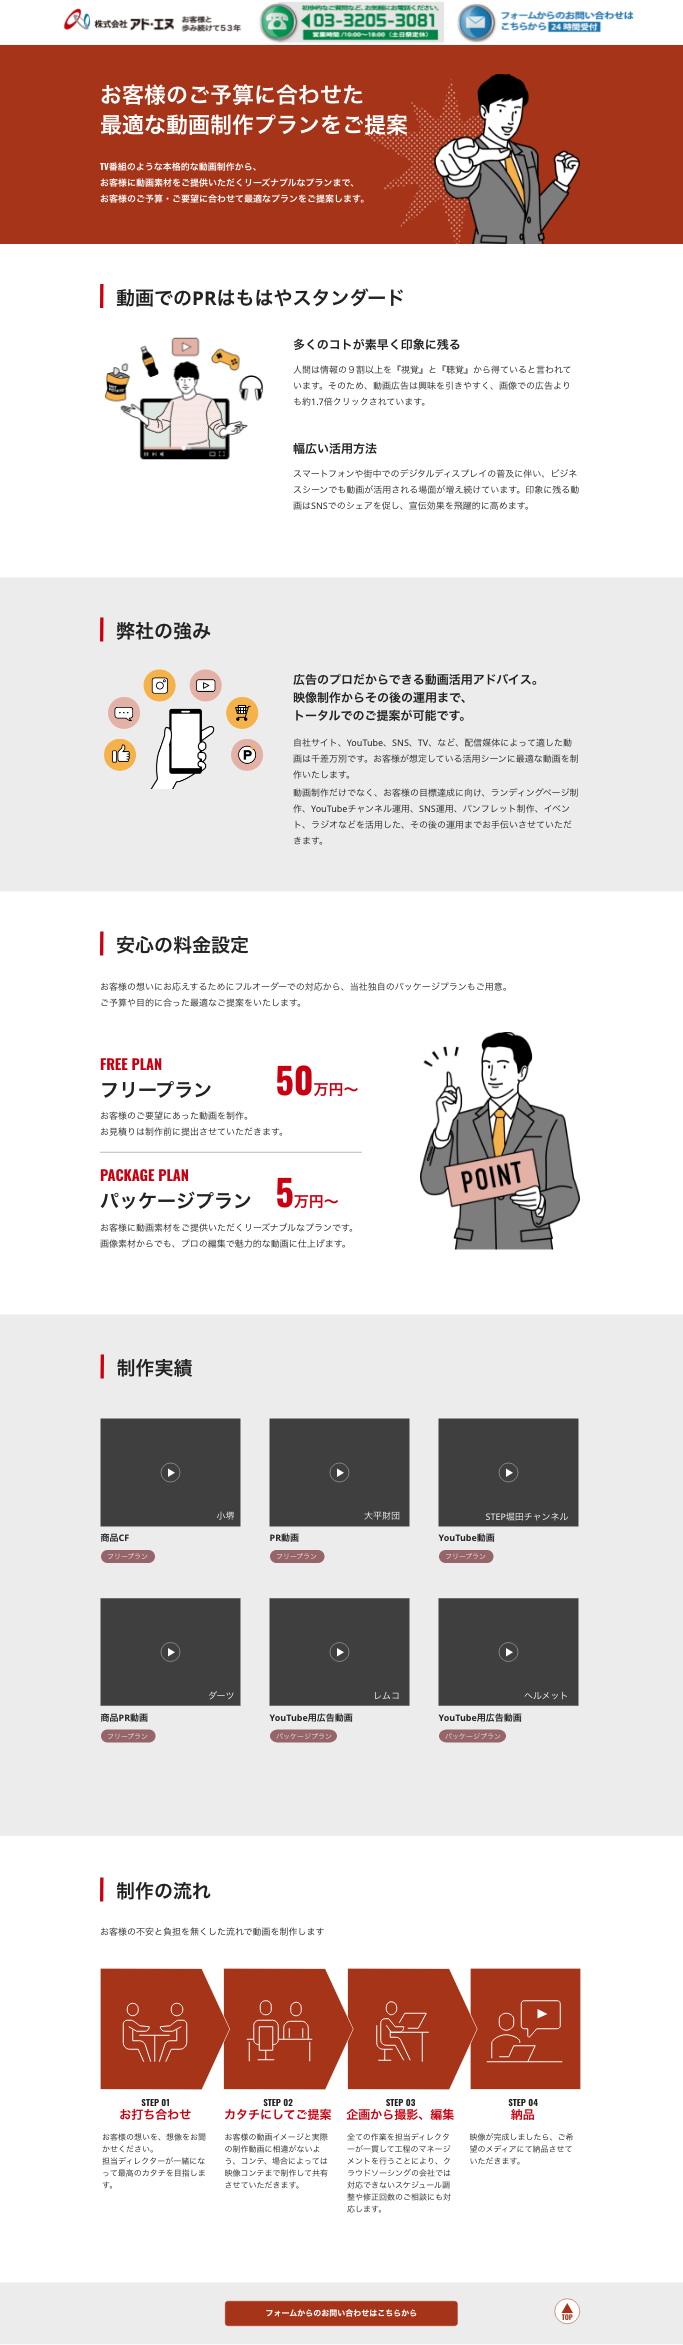 株式会社 アド・エヌ
お客様と
歩み続けて53年
初歩的なご質問など、お気軽にお電話ください。
03-3205-3081
営業時間 /10:00～18:00（土日祭定休）
フォームからのお問い合わせは
こちらから 24時間受付
お客様のご予算に合わせた
最適な動画制作プランをご提案
TV番組のような本格的な動画制作から、
お客様に動画素材をご提供いただくリーズナブルなプランまで、
お客様のご予算・ご要望に合わせて最適なプランをご提案します。
動画でのPRはもはやスタンダード
多くのコトが素早く印象に残る
人間は情報の９割以上を『視覚』と『聴覚』から得ていると言われて
います。そのため、動画広告は興味を引きやすく、画像での広告より
も約1.7倍クリックされています。
幅広い活用方法
スマートフォンや街中でのデジタルディスプレイの普及に伴い、ビジネ
スシーンでも動画が活用される場面が増え続けています。印象に残る動
画はSNSでのシェアを促し、宣伝効果を飛躍的に高めます。
弊社の強み
P
広告のプロだからできる動画活用アドバイス。
映像制作からその後の運用まで、
トータルでのご提案が可能です。
自社サイト、YouTube、SNS、TV、など、配信媒体によって適した動
画は千差万別です。お客様が想定している活用シーンに最適な動画を制
作いたします。
動画制作だけでなく、お客様の目標達成に向け、ランディングページ制
作、YouTubeチャンネル運用、SNS運用、パンフレット制作、イベン
ト、ラジオなどを活用した、その後の運用までお手伝いさせていただ
きます。
安心の料金設定
お客様の想いにお応えするためにフルオーダーでの対応から、当社独自のパッケージプランもご用意。
ご予算や目的に合った最適なご提案をいたします。
FREE PLAN
フリープラン 50万円〜
お客様のご要望にあった動画を制作。
お見積りは制作前に提出させていただきます。
PACKAGE PLAN
パッケージプラン 5万円〜
お客様に動画素材をご提供いただくリーズナブルなプランです。
画像素材からでも、プロの編集で魅力的な動画に仕上げます。
POINT
制作実績
小堺
商品CF
フリープラン
大平財団
PR動画
フリープラン
STEP堀田チャンネル
YouTube動画
フリープラン
ダーツ
商品PR動画
フリープラン
レムコ
YouTube用広告動画
パッケージプラン
ヘルメット
YouTube用広告動画
パッケージプラン
制作の流れ
お客様の不安と負担を無くした流れで動画を制作します
STEP 01
お打ち合わせ
お客様の想いを、想像をお聞
かせください。
担当ディレクターが一緒にな
って最高のカタチを目指しま
す。
STEP 02
カタチにしてご提案
お客様の動画イメージと実際
の制作動画に相違がないよ
う、コンテ、場合によっては
映像コンテまで制作して共有
させていただきます。
STEP 03
企画から撮影、編集
全ての作業を担当ディレクタ
ーが一貫して工程のマネージ
メントを行うことにより、ク
ラウドソーシングの会社では
対応できないスケジュール調
整や修正回数のご相談にも対
応します。
STEP 04
納品
映像が完成しましたら、ご希
望のメディアにて納品させて
いただきます。
フォームからのお問い合わせはこちらから
TOP